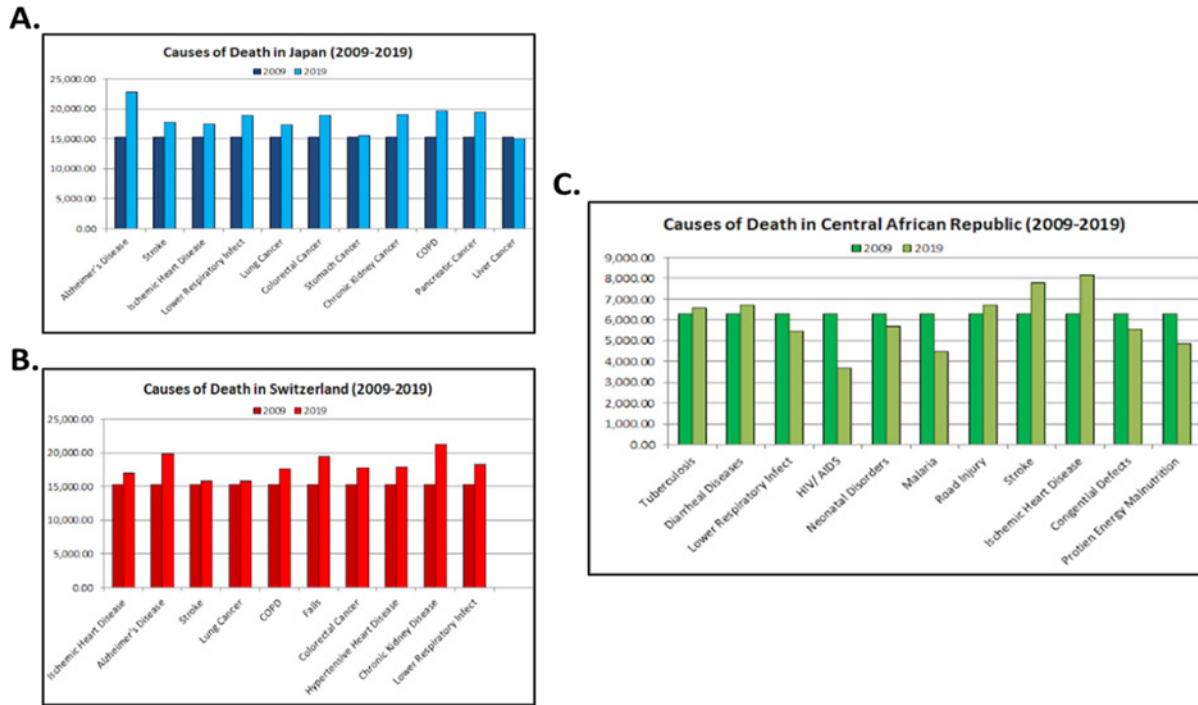 A.
Causes of Death in Japan (2009-2019)
2009 2019
25,000.00
20,000.00
15,000.00
10,000.00
5,000.00
0.00
Alzheimer's Disease
Stroke
Ischemic Heart Disease
Lower Respiratory Infect
Lung Cancer
Colorectal Cancer
Stomach Cancer
Chronic Kidney Cancer
COPD
Pancreatic Cancer
Liver Cancer
B.
Causes of Death in Switzerland (2009-2019)
2009 2019
25,000.00
20,000.00
15,000.00
10,000.00
5,000.00
0.00
Ischemic Heart Disease
Alzheimer's Disease
Stroke
Lung Cancer
COPD
Falls
Colorectal Cancer
Hypertensive Heart Disease
Chronic Kidney Disease
Lower Respiratory Infect
C.
Causes of Death in Central African Republic (2009-2019)
2009 2019
9,000.00
8,000.00
7,000.00
6,000.00
5,000.00
4,000.00
3,000.00
2,000.00
1,000.00
0.00
Tuberculosis
Diarrheal Diseases
Lower Respiratory Infect
HIV/ AIDS
Neonatal Disorders
Malaria
Road Injury
Stroke
Ischemic Heart Disease
Congential Defects
Protien Energy Malnutrition